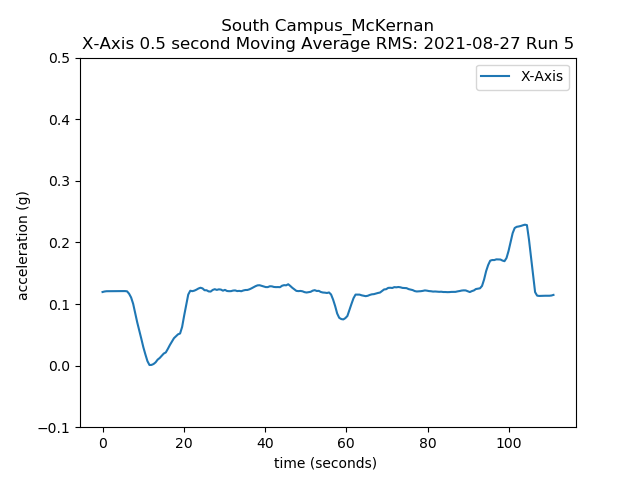 South Campus_McKernan
X-Axis 0.5 second Moving Average RMS: 2021-08-27 Run 5
X-Axis
0.5
0.4
0.3
0.2
0.1
0.0
−0.1
acceleration (g)
0 20 40 60 80 100
time (seconds)